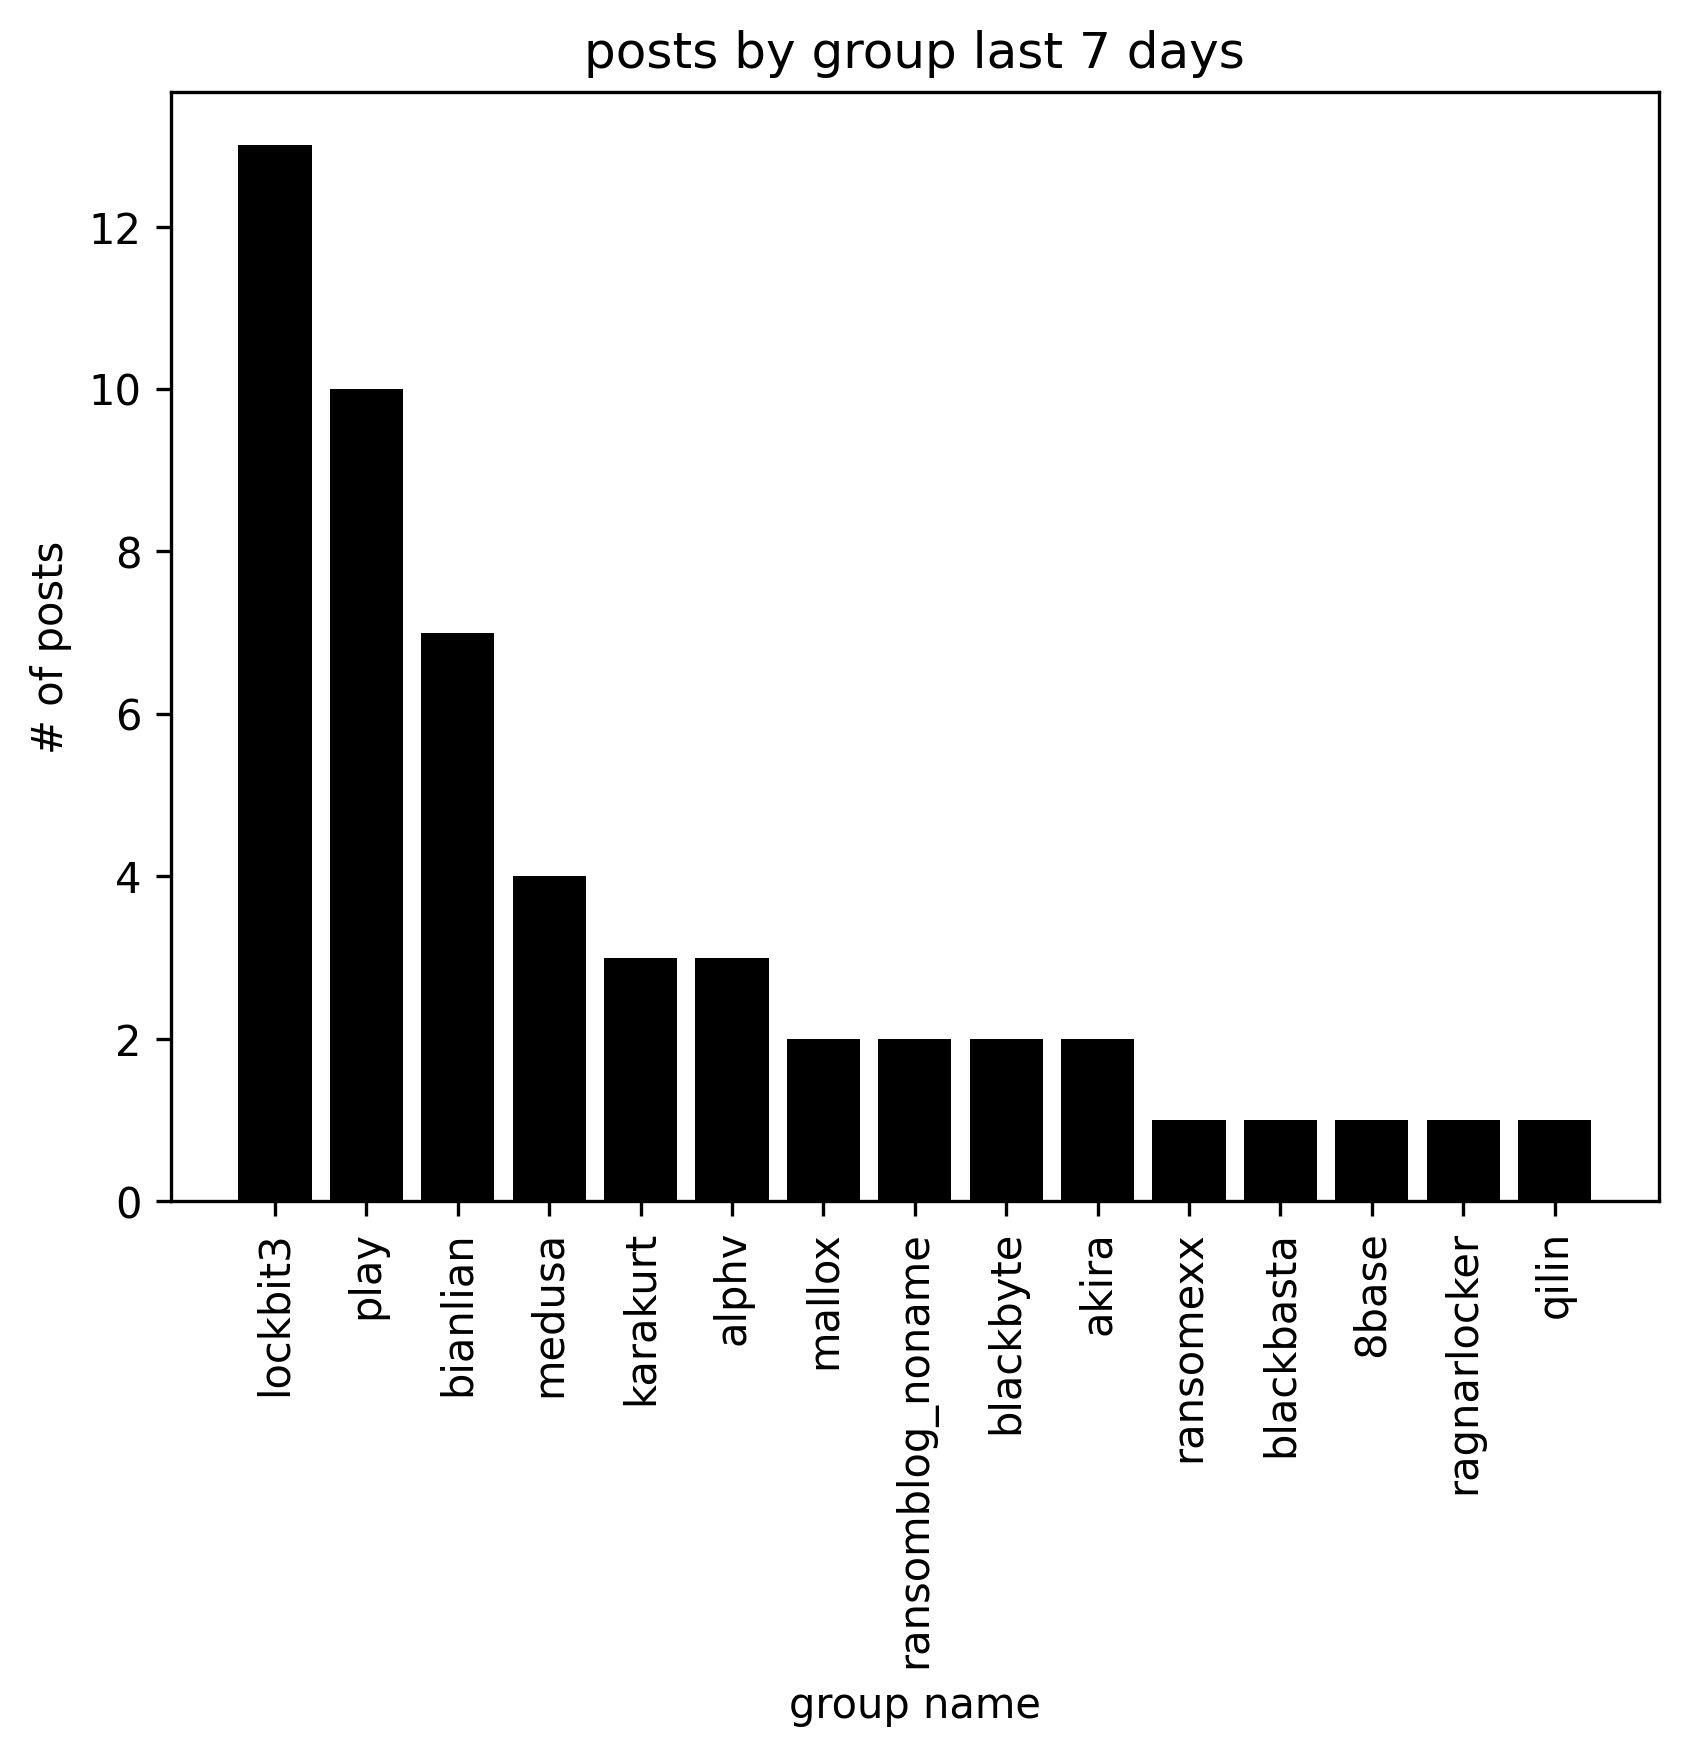 posts by group last 7 days
# of posts
12
10
8
6
4
2
0
lockbit3
play
bianlian
medusa
karakurt
alphv
mallox
ransomblog_noname
blackbyte
akira
ransomexx
blackbasta
8base
ragnarlocker
qilin
group name